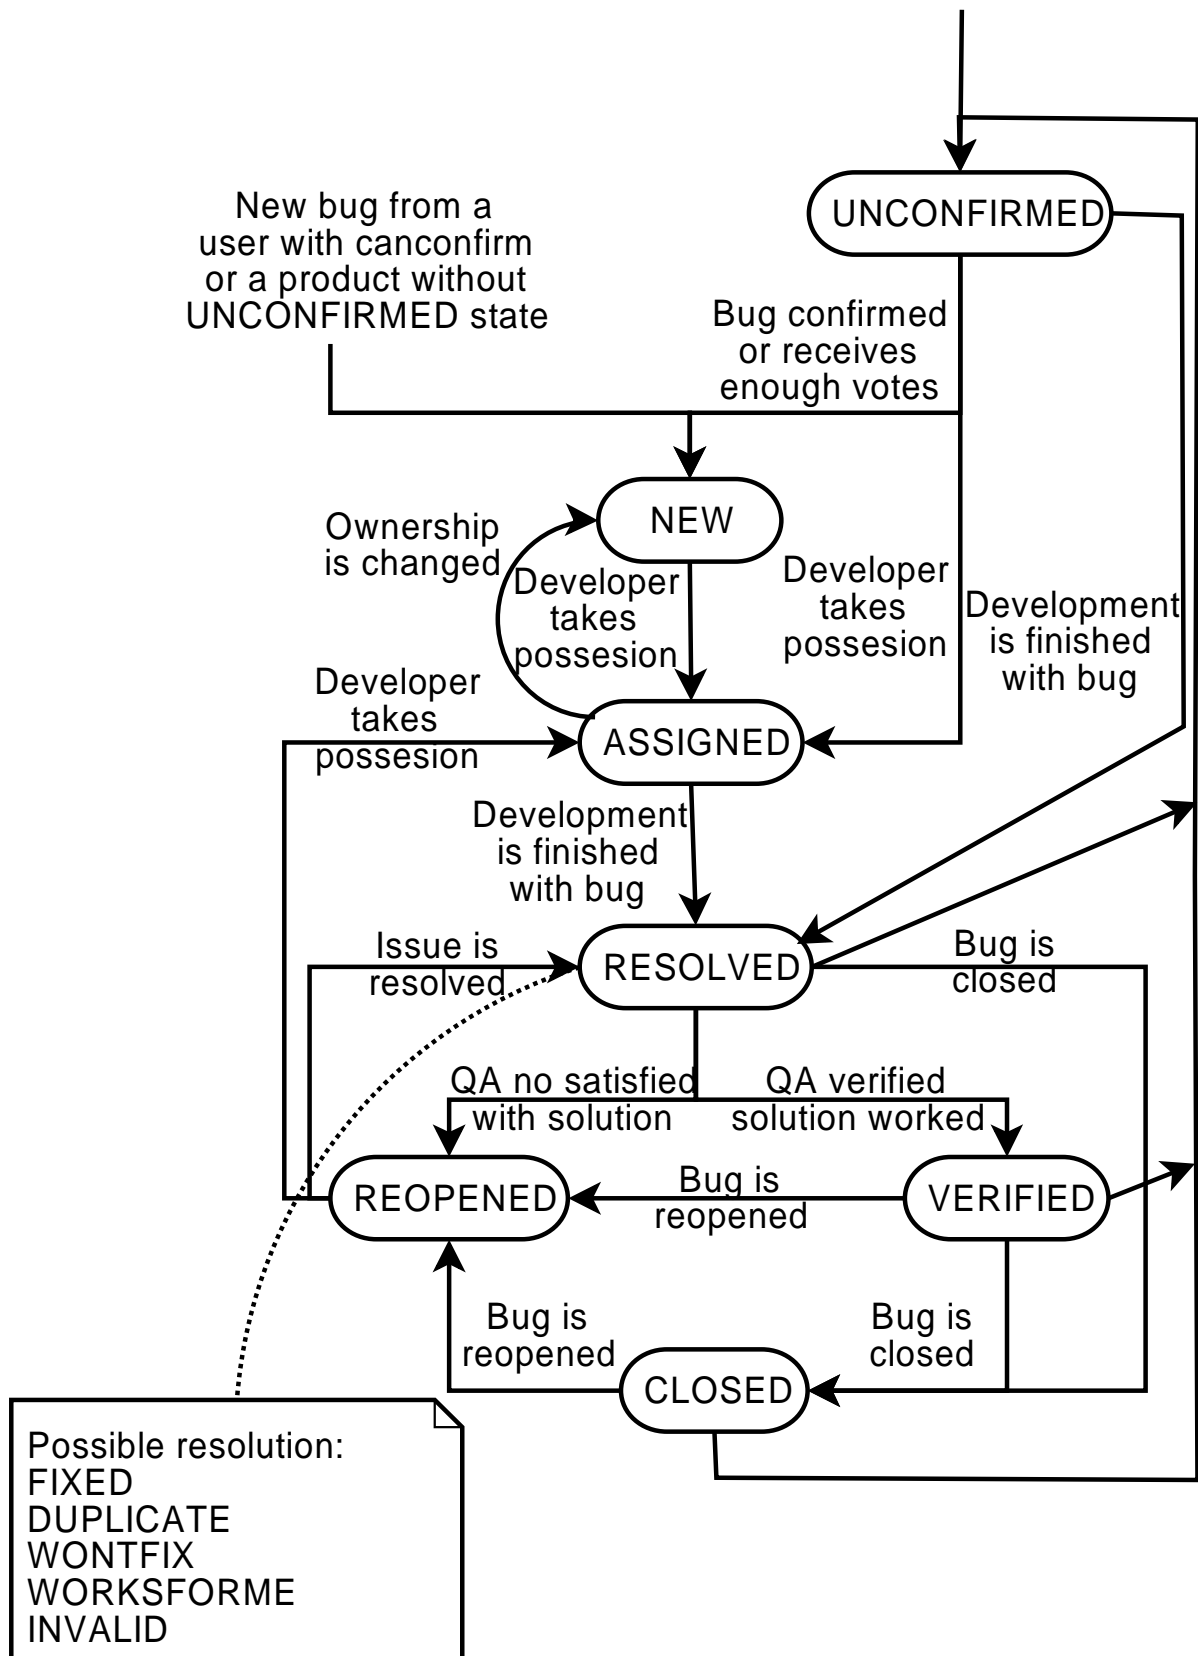 UNCONFIRMED
New bug from a
user with canconfirm
or a product without
UNCONFIRMED state
Bug confirmed
or receives
enough votes
NEW
Ownership
is changed
Developer
takes
possesion
Developer
takes
possesion
Development
is finished
with bug
Developer
takes
possesion
ASSIGNED
Development
is finished
with bug
Issue is
resolved
RESOLVED
Bug is
closed
QA no satisfied
with solution
QA verified
solution worked
REOPENED
Bug is
reopened
VERIFIED
Bug is
reopened
Bug is
closed
CLOSED
Possible resolution:
FIXED
DUPLICATE
WONTFIX
WORKSFORME
INVALID